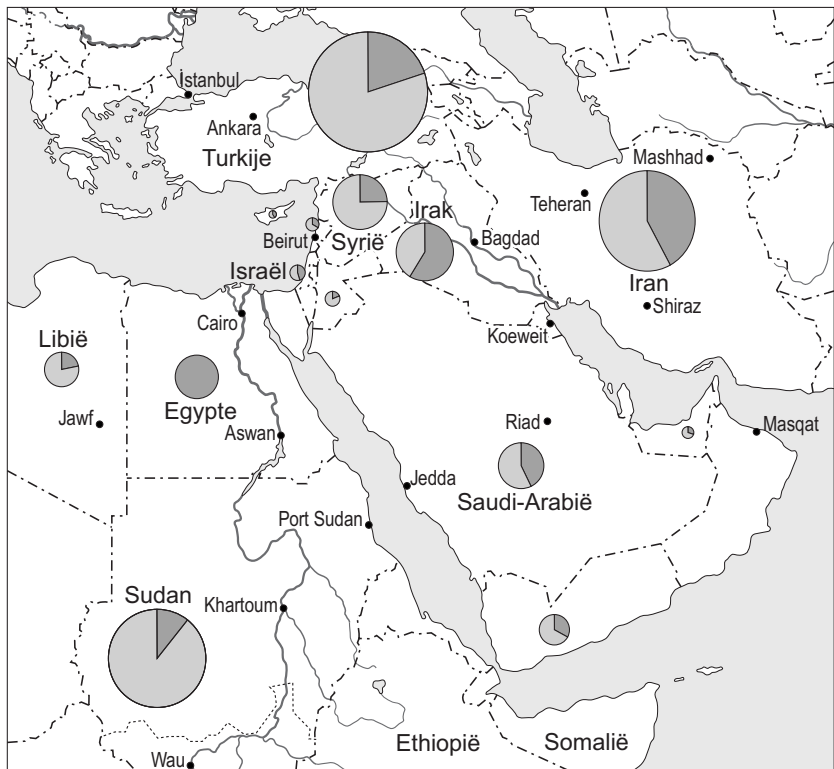 İstanbul
Ankara
Turkije
Mashhad
Teheran
Irak
Beirut
Syrië
Bagdad
Israël
Iran
Shiraz
Cairo
Koeweit
Libië
Jawf
Egypte
Aswan
Riad
Masqat
Jedda
Saudi-Arabië
Port Sudan
Sudan
Khartoum
Ethiopië
Somalië
Wau